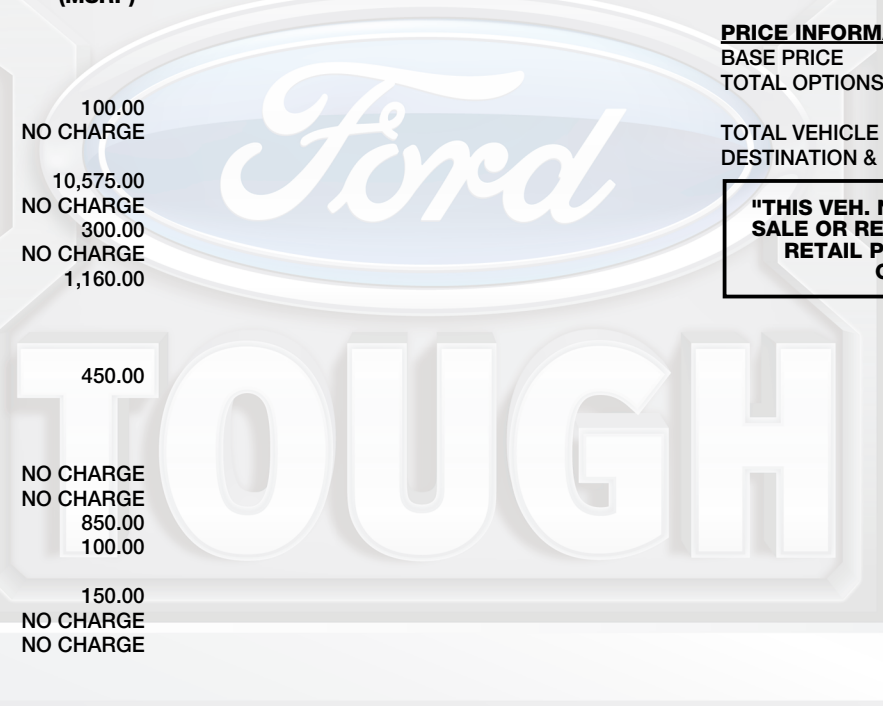 (MSRP)
100.00
NO CHARGE
10,575.00
NO CHARGE
300.00
NO CHARGE
1,160.00
450.00
NO CHARGE
NO CHARGE
850.00
100.00
150.00
NO CHARGE
NO CHARGE
PRICE
BASE PRICE
TOTAL OPTIONS
TOTAL VEHICLE
DESTINATION &
"THIS VEH.
SALE OR
RETAIL
Ford
TOUGH